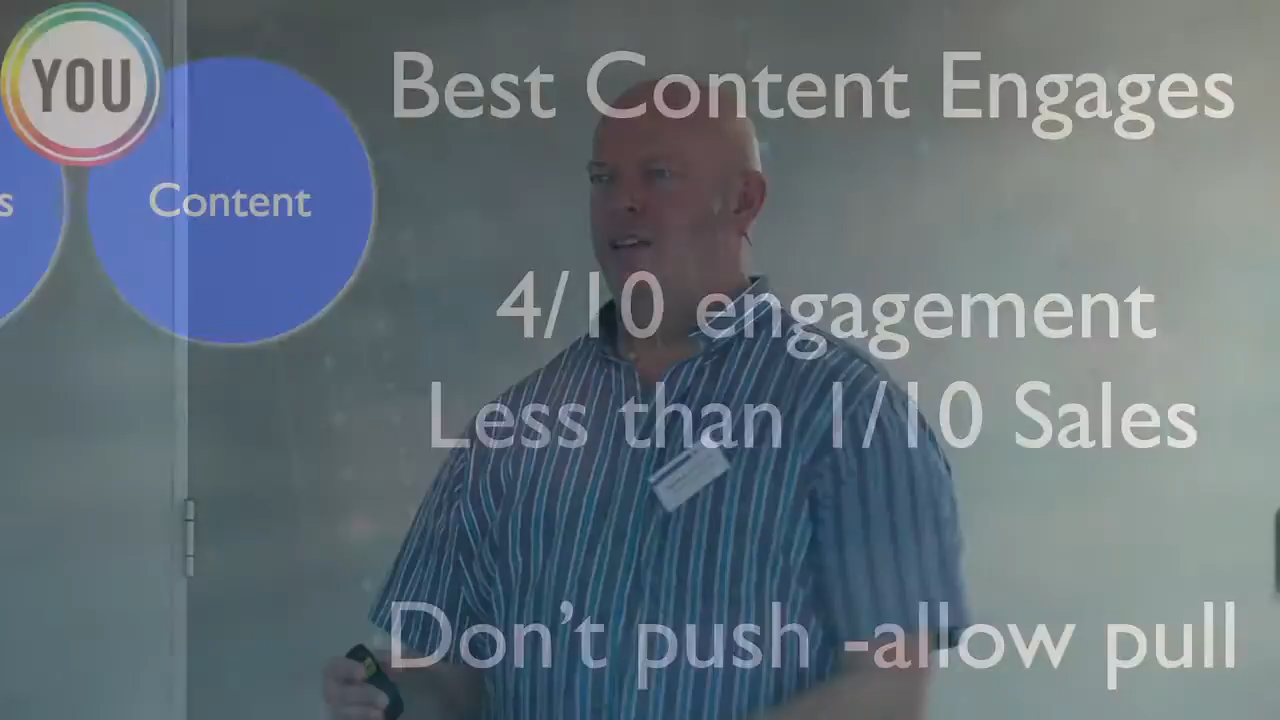 YOU
s
Content
Best Content Engages
4/10 engagement
Less than 1/10 Sales
Don't push -allow pull